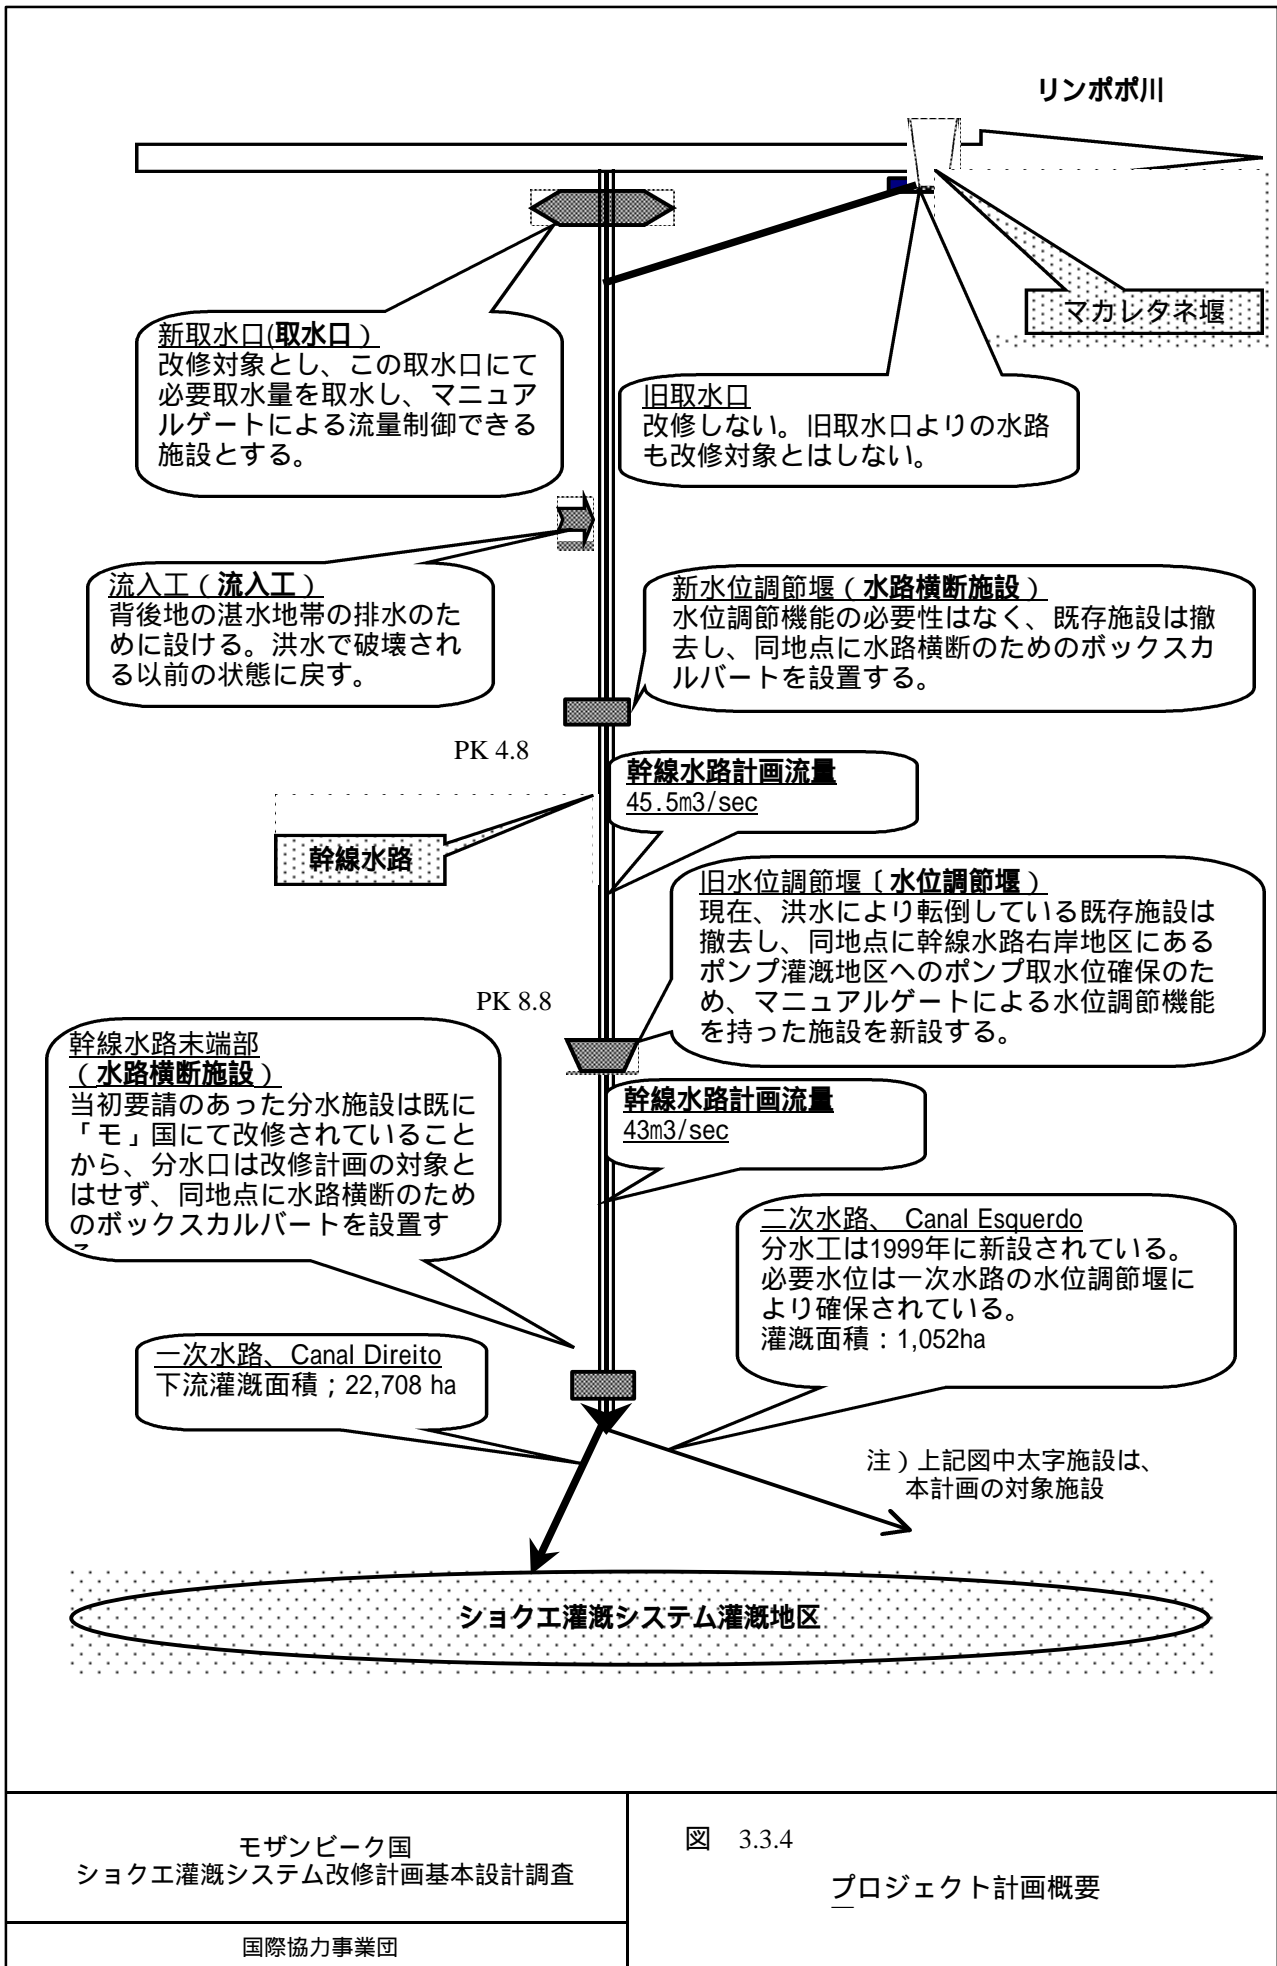 リンポポ川
マカレタネ堰
新取水口(取水口)
改修対象とし、この取水口にて
必要取水量を取水し、マニュア
ルゲートによる流量制御できる
施設とする。
旧取水口
改修しない。旧取水口よりの水路
も改修対象とはしない。
流入工(流入工)
背後地の湛水地帯の排水のた
めに設ける。洪水で破壊され
る以前の状態に戻す。
新水位調節堰(水路横断施設)
水位調節機能の必要性はなく、既存施設は撤
去し、同地点に水路横断のためのボックスカ
ルバートを設置する。
PK 4.8
幹線水路計画流量
45.5m3/sec
幹線水路
旧水位調節堰〔水位調節堰)
現在、洪水により転倒している既存施設は
撤去し、同地点に幹線水路右岸地区にある
ポンプ灌漑地区へのポンプ取水位確保のた
め、マニュアルゲートによる水位調節機能
を持った施設を新設する。
PK 8.8
幹線水路末端部
(水路横断施設)
当初要請のあった分水施設は既に
「モ」国にて改修されていること
から、分水口は改修計画の対象と
はせず、同地点に水路横断のため
のボックスカルバートを設置す
幹線水路計画流量
43m3/sec
二次水路、 Canal Esquerdo
分水工は1999年に新設されている。
必要水位は一次水路の水位調節堰に
より確保されている。
灌漑面積:1,052ha
一次水路、Canal Direito
下流灌漑面積;22,708 ha
注)上記図中太字施設は、
本計画の対象施設
ショクエ灌漑システム灌漑地区
モザンビーク国
ショクエ灌漑システム改修計画基本設計調査
国際協力事業団
図 3.3.4
プロジェクト計画概要